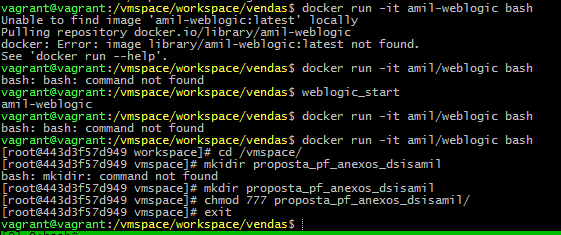 vagrant@vagrant:/vmspace/workspace/vendas$ docker run -it amil-weblogic bash
Unable to find image 'amil-weblogic:latest' locally
Pulling repository docker.io/library/amil-weblogic
docker: Error: image library/amil-weblogic:latest not found.
See 'docker run --help'.
vagrant@vagrant:/vmspace/workspace/vendas$ docker run -it amil/weblogic bash
bash: bash: command not found
vagrant@vagrant:/vmspace/workspace/vendas$ weblogic_start
amil-weblogic
vagrant@vagrant:/vmspace/workspace/vendas$ docker run -it amil/weblogic bash
bash: bash: command not found
vagrant@vagrant:/vmspace/workspace/vendas$ docker run -it amil/weblogic bash
[root@443d3f57d949 workspace]# cd /vmspace/
[root@443d3f57d949 vmspace]# mkidir proposta_pf_anexos_dsisamil
bash: mkidir: command not found
[root@443d3f57d949 vmspace]# mkdir proposta_pf_anexos_dsisamil
[root@443d3f57d949 vmspace]# chmod 777 proposta_pf_anexos_dsisamil/
[root@443d3f57d949 vmspace]# exit
vagrant@vagrant:/vmspace/workspace/vendas$